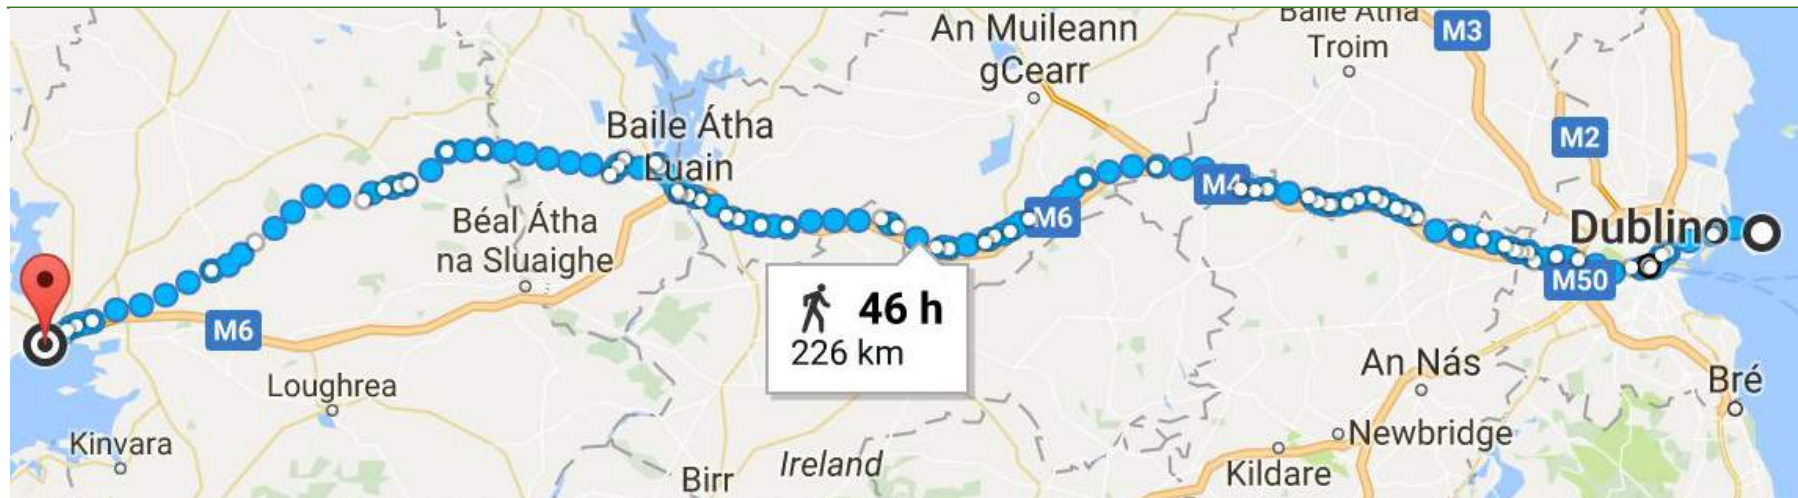 Baile Átha
Troim
M3
An Muileann
gCearr
M2
Baile Átha
Luain
M4
M6
Béal Átha
na Sluaighe
Dublino
M50
46 h
226 km
M6
An Nás
Bré
Loughrea
Newbridge
Kinvara
Ireland
Kildare
Birr